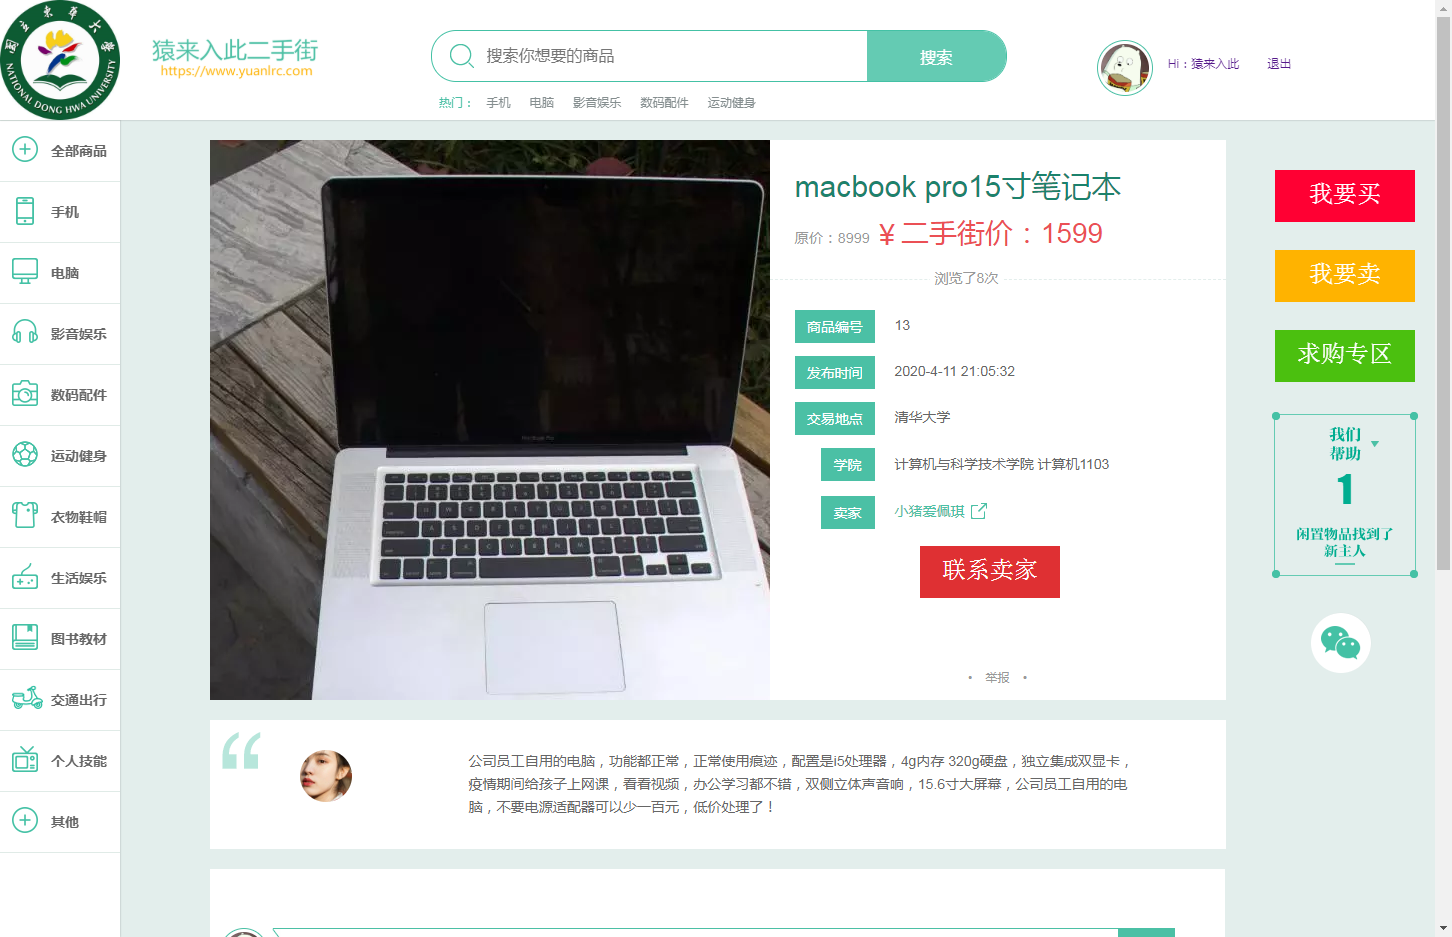 國立東華大學
NATIONAL DONG HWA UNIVERSITY
猿来入此二手街
https://www.yuanlrc.com
搜索你想要的商品
搜索
热门： 手机 电脑 影音娱乐 数码配件 运动健身
Hi：猿来入此 退出
全部商品
手机
电脑
影音娱乐
数码配件
运动健身
衣物鞋帽
生活娱乐
图书教材
交通出行
个人技能
其他
macbook pro15寸笔记本
原价：8999 ¥ 二手街价：1599
浏览了8次
商品编号 13
发布时间 2020-4-11 21:05:32
交易地点 清华大学
学院 计算机与科学技术学院 计算机1103
卖家 小猪爱佩琪
联系卖家
• 举报 •
我要买
我要卖
求购专区
我们
帮助
1
闲置物品找到了
新主人
公司员工自用的电脑，功能都正常，正常使用痕迹，配置是i5处理器，4g内存 320g硬盘，独立集成双显卡，
疫情期间给孩子上网课，看看视频，办公学习都不错，双侧立体声音响，15.6寸大屏幕，公司员工自用的电
脑，不要电源适配器可以少一百元，低价处理了！